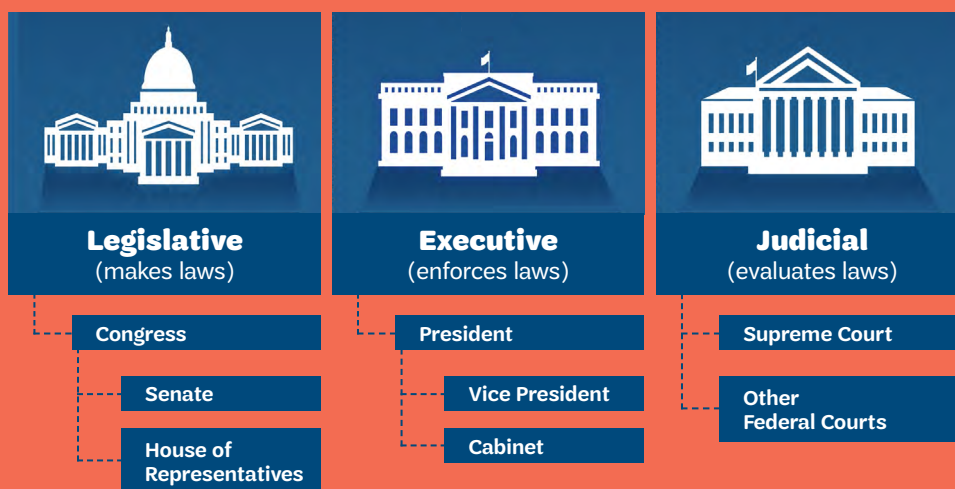 Legislative
(makes laws)
Congress
Senate
House of
Representatives
Executive
(enforces laws)
President
Vice President
Cabinet
Judicial
(evaluates laws)
Supreme Court
Other
Federal Courts